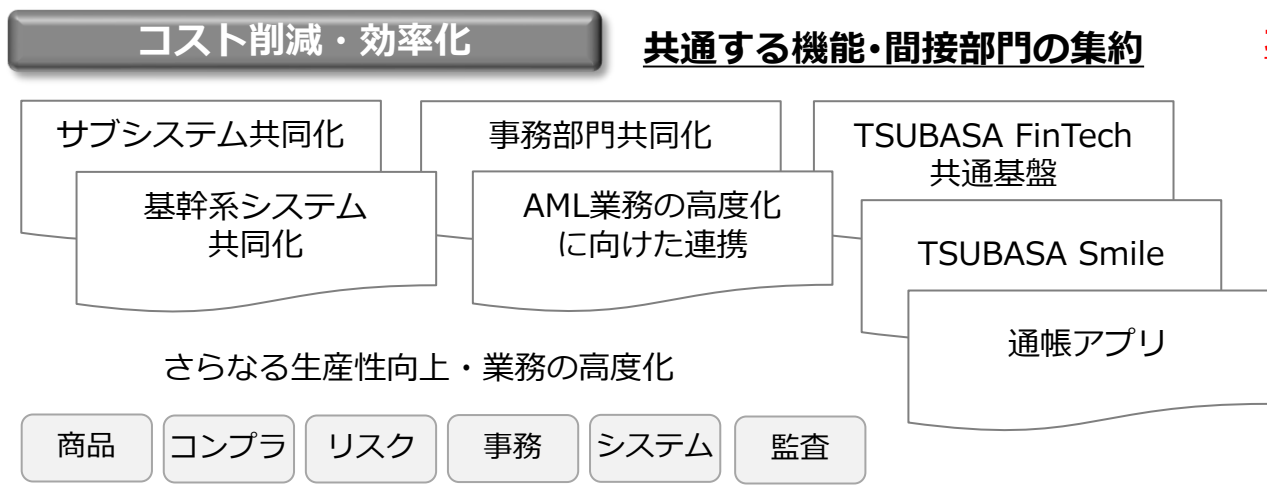 コスト削減・効率化
共通する機能・間接部門の集約
サブシステム共同化
基幹系システム
共同化
事務部門共同化
AML業務の高度化
に向けた連携
TSUBASA FinTech
共通基盤
TSUBASA Smile
通帳アプリ
さらなる生産性向上・業務の高度化
商品
コンプラ
リスク
事務
システム
監査